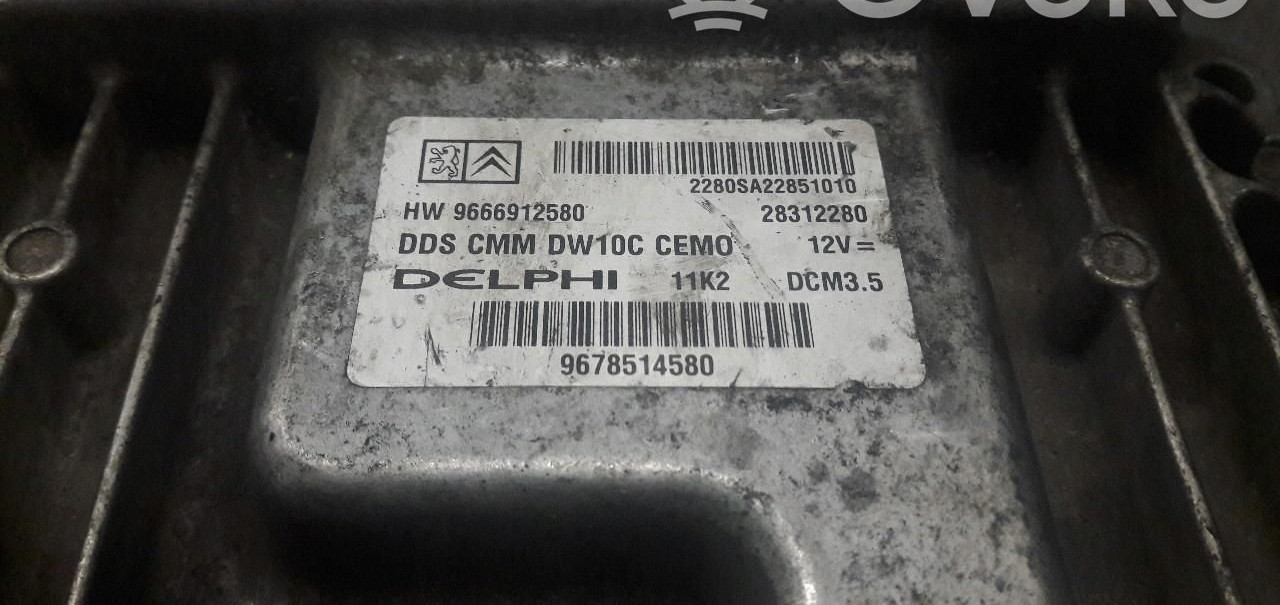 2280SA22851010
HW 9666912580 28312280
DDS CMM DW10C CEMO 12V=
DELPHI 11K2 DCM3.5
9678514580